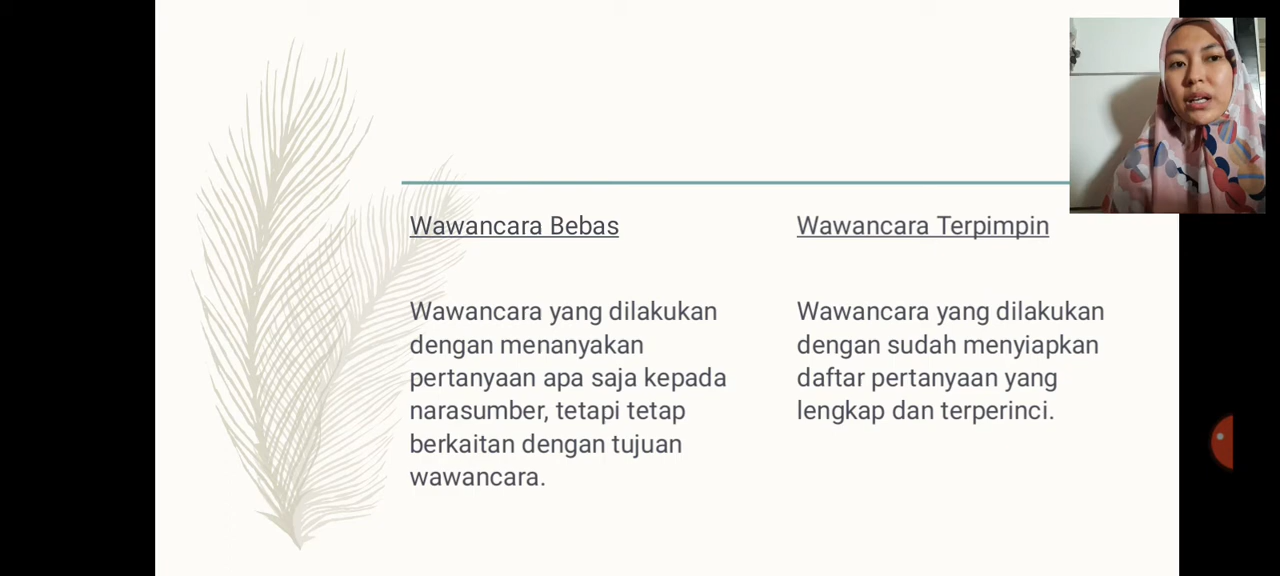 Wawancara Bebas
Wawancara yang dilakukan
dengan menanyakan
pertanyaan apa saja kepada
narasumber, tetapi tetap
berkaitan dengan tujuan
wawancara.
Wawancara Terpimpin
Wawancara yang dilakukan
dengan sudah menyiapkan
daftar pertanyaan yang
lengkap dan terperinci.